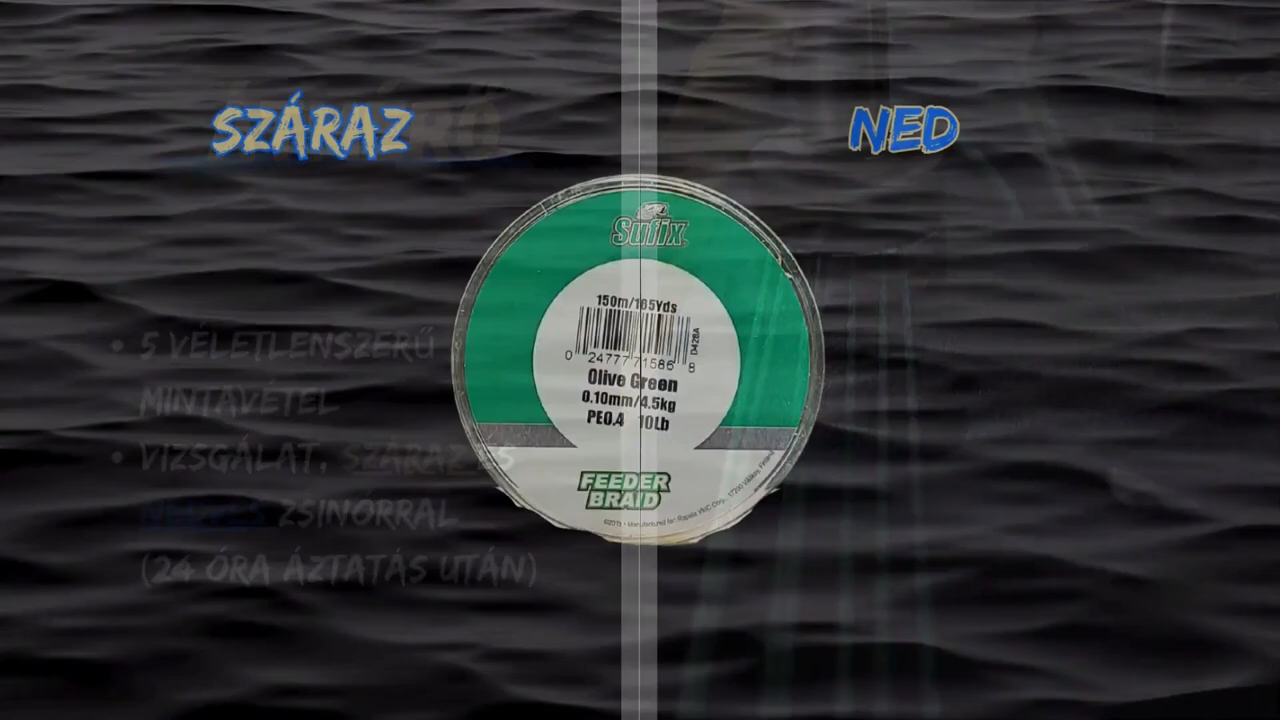 SZÁRAZ
NED
Sufix
150m/165Yds
D428A
0 24777 71586 8
Olive Green
0.10mm/4.5kg
PE0.4 10Lb
FEEDER
BRAID
• 5 VÉLETLENSZERŰ
MINTAVÉTEL
• VIZSGÁLAT, SZÁRAZ ÉS
ZSINÓRRAL
(24 ÓRA ÁZTATÁS UTÁN)